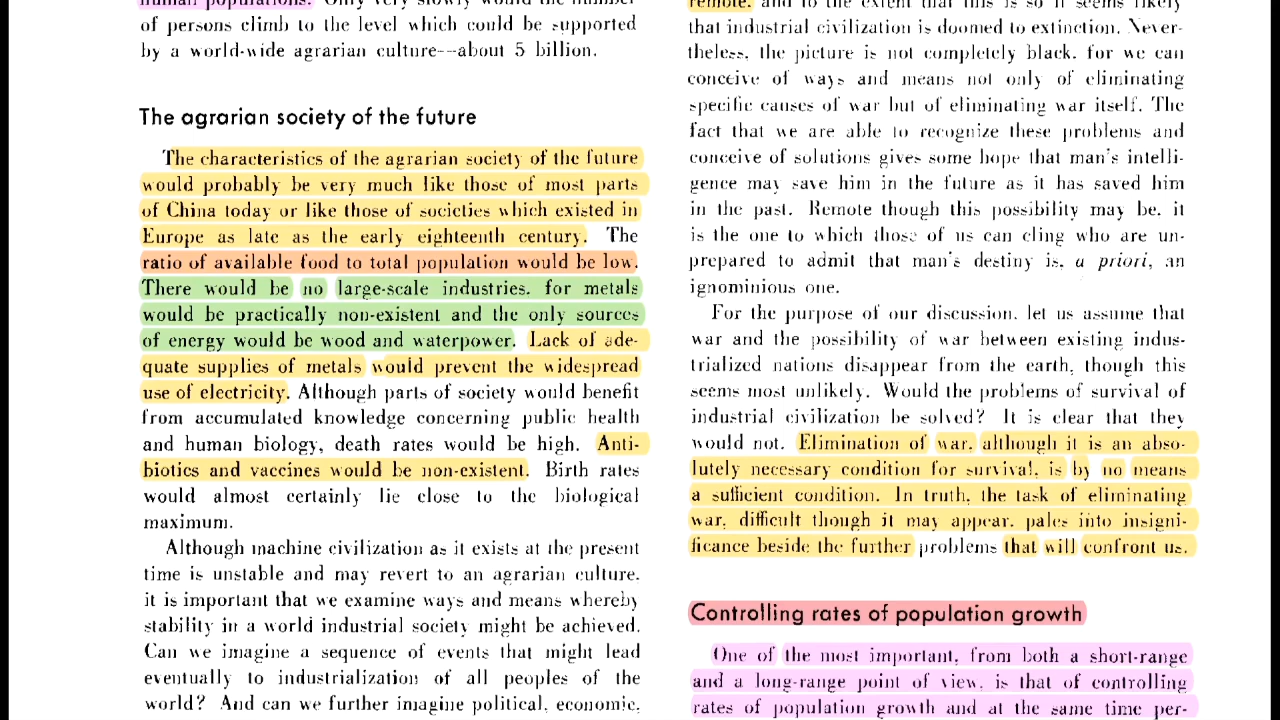 human populations. Only very slowly would the number
of persons climb to the level which could be supported
by a world-wide agrarian culture---about 5 billion.
The agrarian society of the future
The characteristics of the agrarian society of the future
would probably be very much like those of most parts
of China today or like those of societies which existed in
Europe as late as the early eighteenth century. The
ratio of available food to total population would be low.
There would be no large-scale industries, for metals
would be practically non-existent and the only sources
of energy would be wood and waterpower. Lack of ade-
quate supplies of metals would prevent the widespread
use of electricity. Although parts of society would benefit
from accumulated knowledge concerning public health
and human biology, death rates would be high. Anti-
biotics and vaccines would be non-existent. Birth rates
would almost certainly lie close to the biological
maximum.
Although machine civilization as it exists at the present
time is unstable and may revert to an agrarian culture,
it is important that we examine ways and means whereby
stability in a world industrial society might be achieved.
Can we imagine a sequence of events that might lead
eventually to industrialization of all peoples of the
world? And can we further imagine political, economic,
remote, and to the extent that this is so it seems likely
that industrial civilization is doomed to extinction. Never-
theless, the picture is not completely black, for we can
conceive of ways and means not only of eliminating
specific causes of war but of eliminating war itself. The
fact that we are able to recognize these problems and
conceive of solutions gives some hope that man's intelli-
gence may save him in the future as it has saved him
in the past. Remote though this possibility may be, it
is the one to which those of us can cling who are un-
prepared to admit that man's destiny is, a priori, an
ignominious one.
For the purpose of our discussion, let us assume that
war and the possibility of war between existing indus-
trialized nations disappear from the earth, though this
seems most unlikely. Would the problems of survival of
industrial civilization be solved? It is clear that they
would not. Elimination of war, although it is an abso-
lutely necessary condition for survival, is by no means
a sufficient condition. In truth, the task of eliminating
war, difficult though it may appear, pales into insigni-
ficance beside the further problems that will confront us.
Controlling rates of population growth
One of the most important, from both a short-range
and a long-range point of view, is that of controlling
rates of population growth and at the same time per-